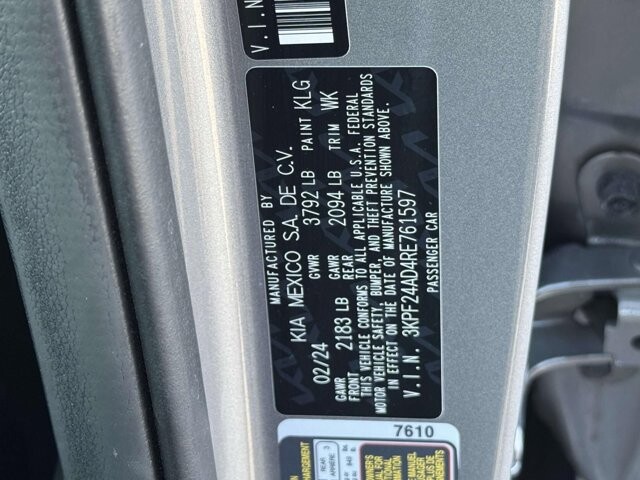 V.I.N
MANUFACTURED BY
KIA MEXICO S.A. DE C.V.
02/24 GVWR 3792 LB PAINT KLG
GAWR FRONT 2183 LB GAWR REAR 2094 LB TRIM WK
THIS VEHICLE CONFORMS TO ALL APPLICABLE U.S.A. FEDERAL
MOTOR VEHICLE SAFETY, BUMPER, AND THEFT PREVENTION STANDARDS
IN EFFECT ON THE DATE OF MANUFACTURE SHOWN ABOVE.
V.I.N. 3KPF24AD4RE761597
PASSENGER CAR
7610
REAR 3